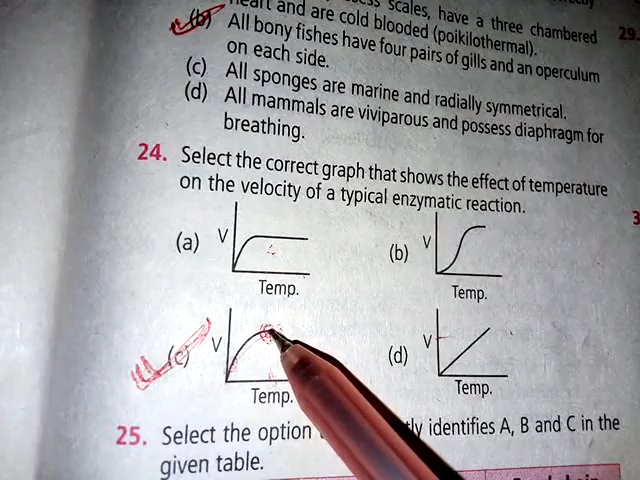 scales, have a three chambered
heart and are cold blooded (poikilothermal).
(b) All bony fishes have four pairs of gills and an operculum
on each side.
(c) All sponges are marine and radially symmetrical.
(d) All mammals are viviparous and possess diaphragm for
breathing.
29.
24. Select the correct graph that shows the effect of temperature
on the velocity of a typical enzymatic reaction.
3
(a) V
Temp.
(b) V
Temp.
(c) V
Temp.
(d) V
Temp.
25. Select the option identifies A, B and C in the
given table.